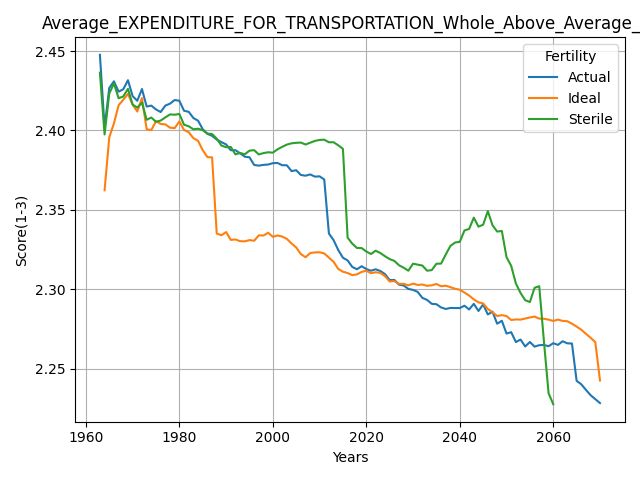 Average_EXPENDITURE_FOR_TRANSPORTATION_Whole_Above_Average_
2.45
2.40
2.35
2.30
2.25
Score(1-3)
Fertility
Actual
Ideal
Sterile
1960 1980 2000 2020 2040 2060
Years